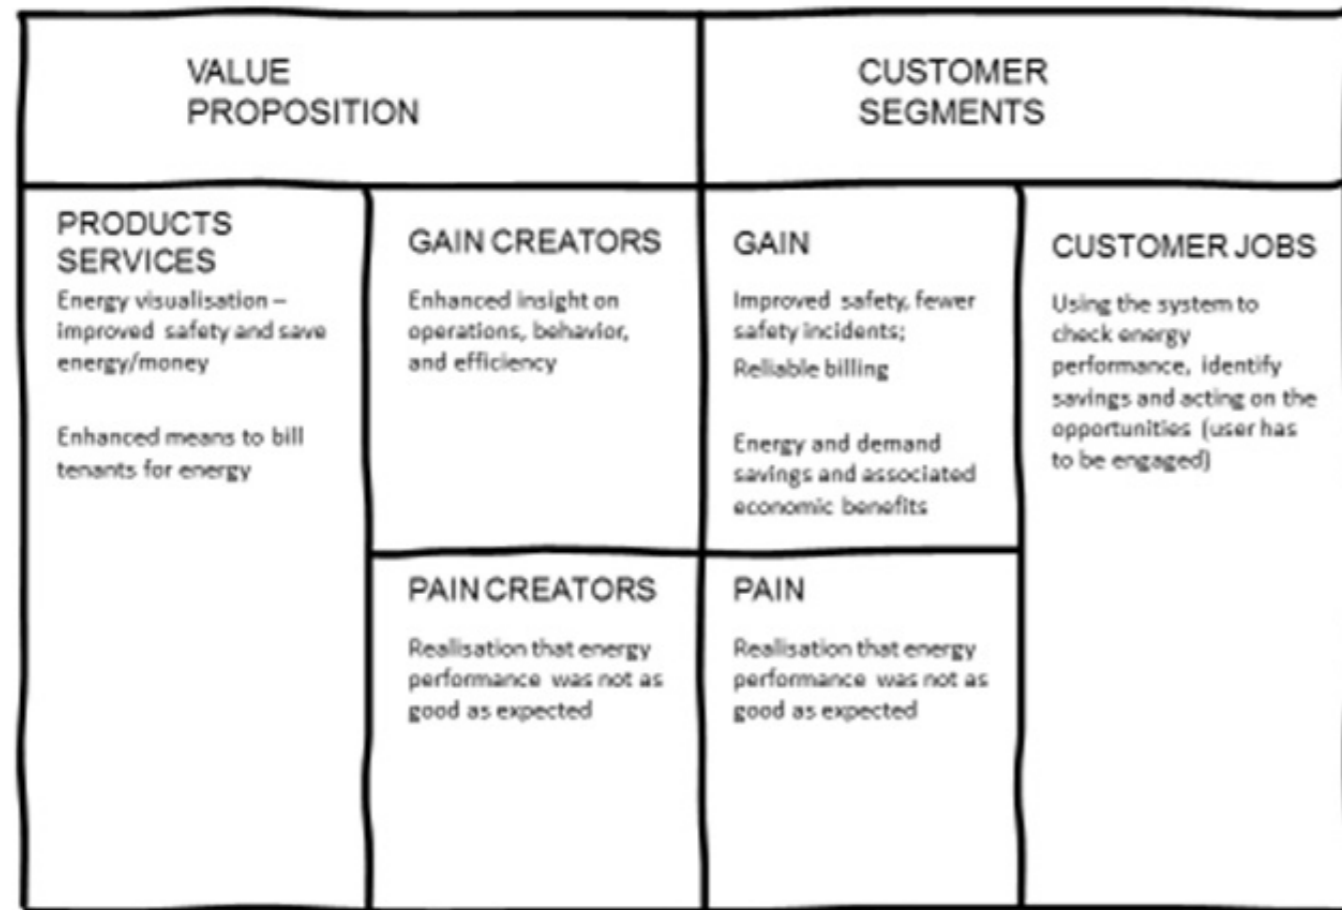 VALUE
PROPOSITION
CUSTOMER
SEGMENTS
PRODUCTS
SERVICES
Energy visualisation –
improved safety and save
energy/money
Enhanced means to bill
tenants for energy
GAIN CREATORS
Enhanced insight on
operations, behavior,
and efficiency
PAIN CREATORS
Realisation that energy
performance was not as
good as expected
GAIN
Improved safety, fewer
safety incidents;
Reliable billing
Energy and demand
savings and associated
economic benefits
PAIN
Realisation that energy
performance was not as
good as expected
CUSTOMER JOBS
Using the system to
check energy
performance, identify
savings and acting on the
opportunities (user has
to be engaged)